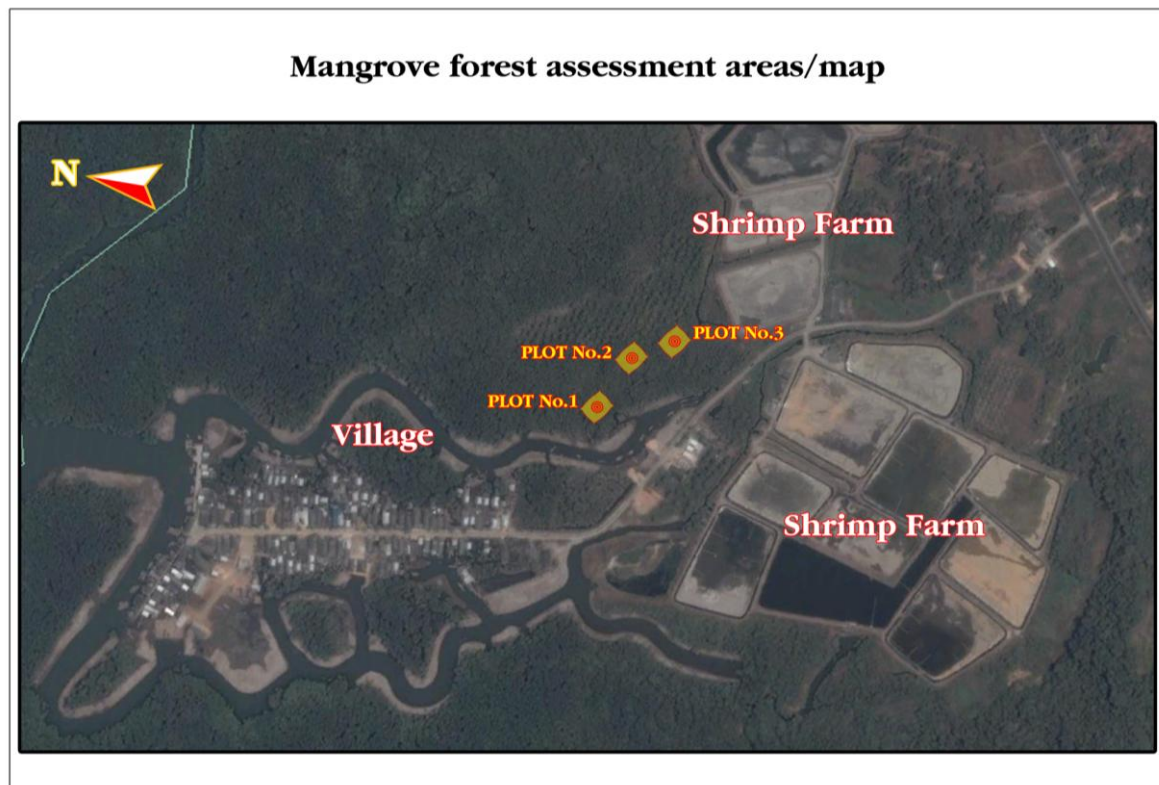 Mangrove forest assessment areas/map
N
Shrimp Farm
PLOT No.3
PLOT No.2
PLOT No.1
Village
Shrimp Farm